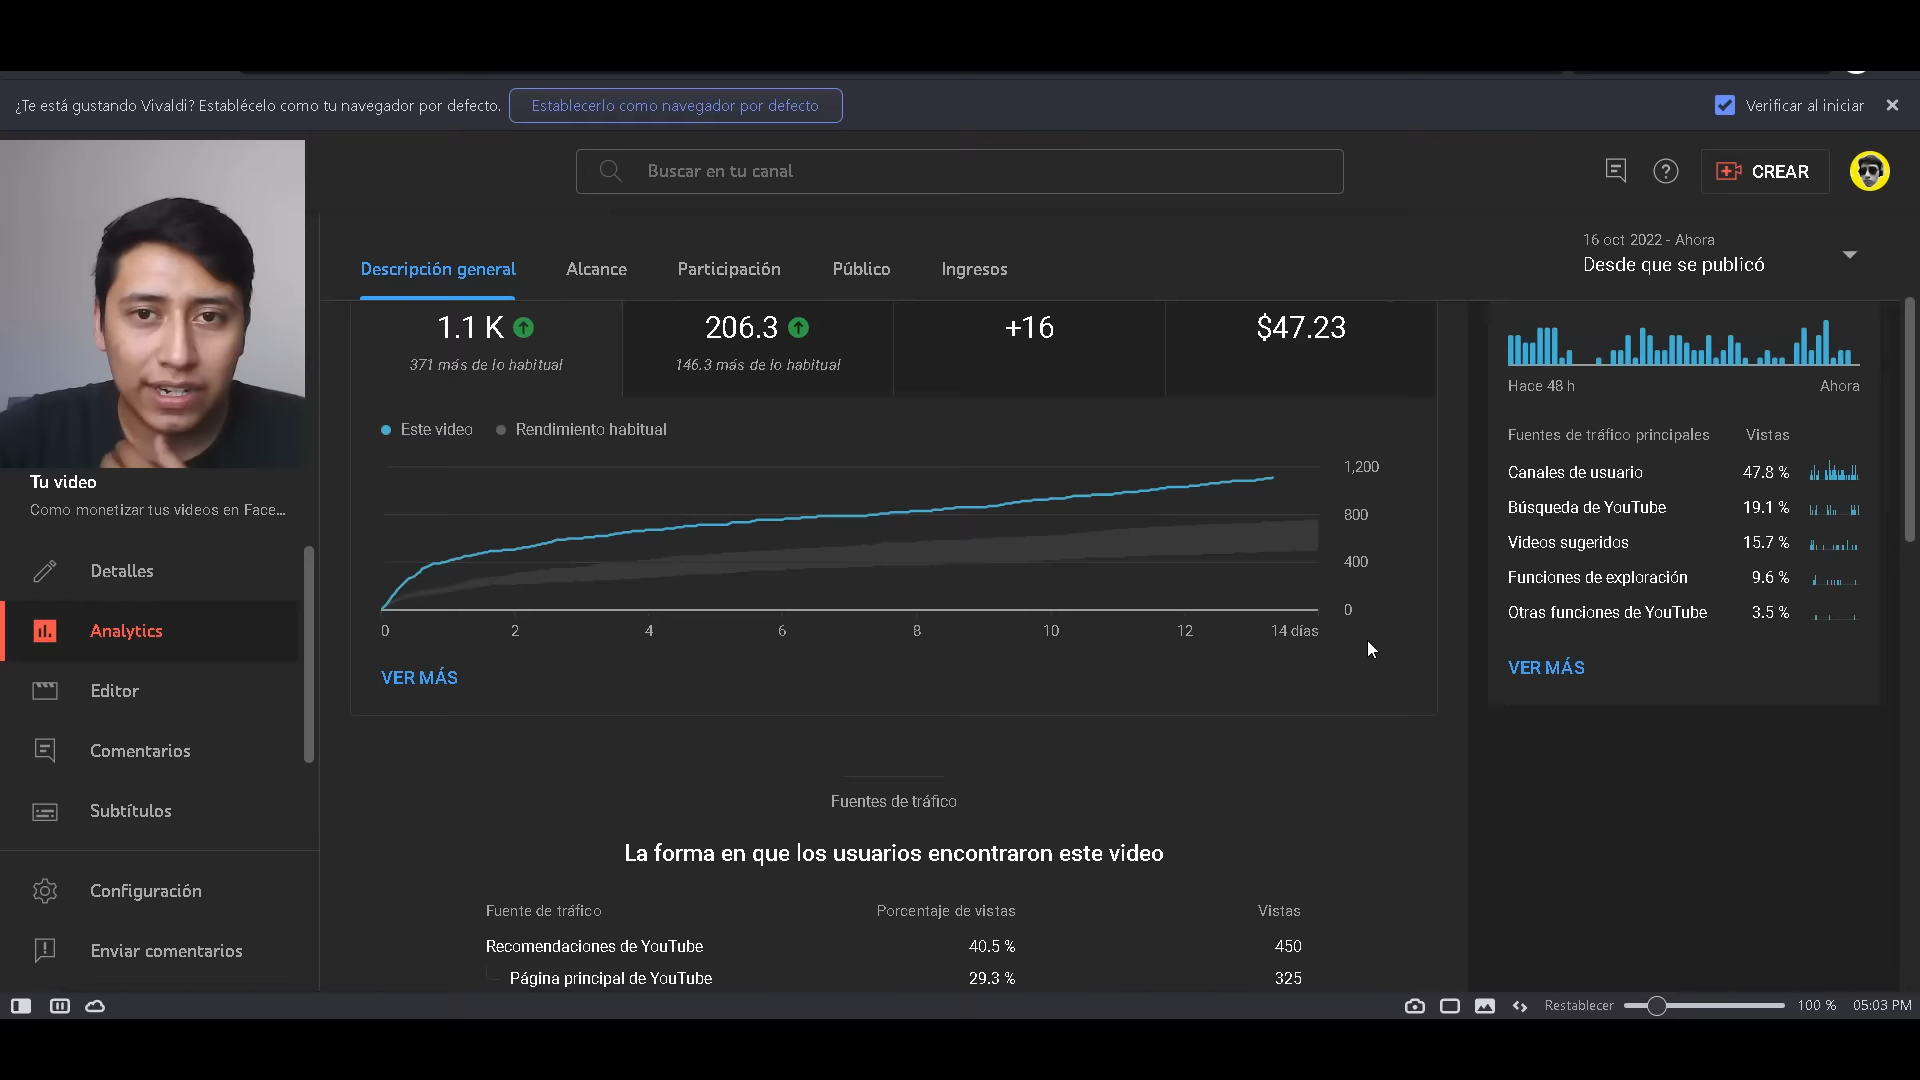 ¿Te está gustando Vivaldi? Establécelo como tu navegador por defecto.
Establecerlo como navegador por defecto
Verificar al iniciar
Buscar en tu canal
CREAR
Descripción general
Alcance
Participación
Público
Ingresos
16 oct 2022 - Ahora
Desde que se publicó
1.1 K
206.3
+16
$47.23
371 más de lo habitual
146.3 más de lo habitual
Este video
Rendimiento habitual
1,200
800
400
0
0
2
4
6
8
10
12
14 días
VER MÁS
Hace 48 h
Ahora
Fuentes de tráfico principales
Vistas
Canales de usuario
47.8 %
Búsqueda de YouTube
19.1 %
Videos sugeridos
15.7 %
Funciones de exploración
9.6 %
Otras funciones de YouTube
3.5 %
VER MÁS
Tu video
Como monetizar tus videos en Face...
Detalles
Analytics
Editor
Comentarios
Subtítulos
Configuración
Enviar comentarios
Fuentes de tráfico
La forma en que los usuarios encontraron este video
Fuente de tráfico
Porcentaje de vistas
Vistas
Recomendaciones de YouTube
40.5 %
450
Página principal de YouTube
29.3 %
325
Restablecer
100 %
05:03 PM